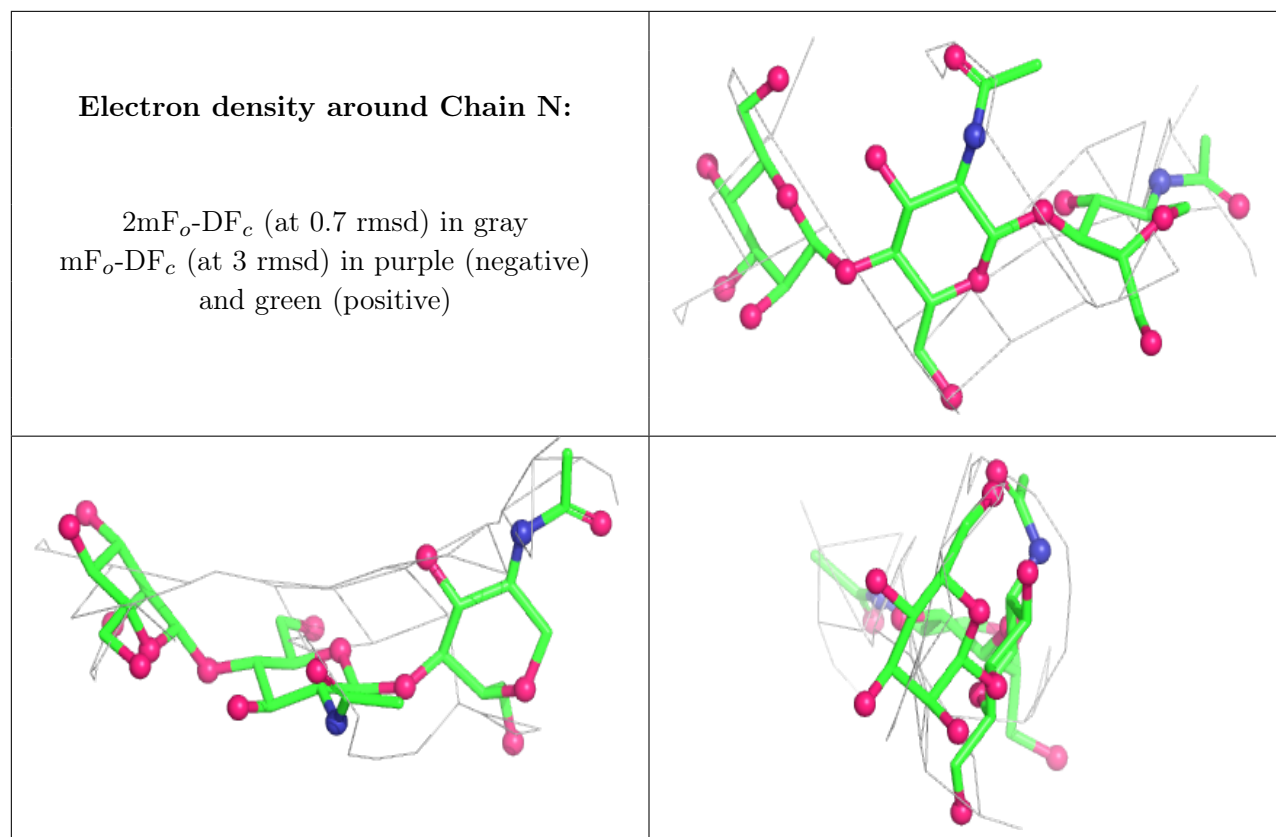 Electron density around Chain N:
2mFₒ-DF𝒸 (at 0.7 rmsd) in gray
mFₒ-DF𝒸 (at 3 rmsd) in purple (negative)
and green (positive)